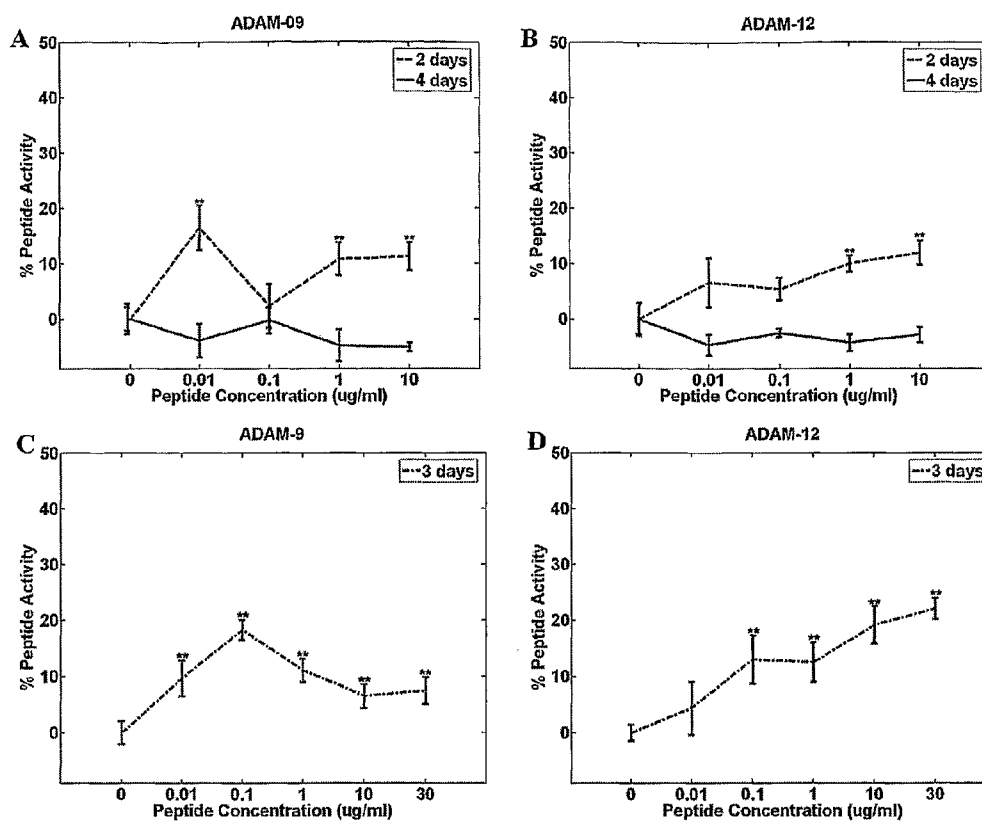 A
ADAM-09
50
40
30
20
10
0
% Peptide Activity
2 days
4 days
**
**
**
0 0.01 0.1 1 10
Peptide Concentration (ug/ml)
B
ADAM-12
50
40
30
20
10
0
% Peptide Activity
2 days
4 days
**
**
0 0.01 0.1 1 10
Peptide Concentration (ug/ml)
C
ADAM-9
50
40
30
20
10
0
% Peptide Activity
3 days
**
**
**
**
**
0 0.01 0.1 1 10 30
Peptide Concentration (ug/ml)
D
ADAM-12
50
40
30
20
10
0
% Peptide Activity
3 days
**
**
**
**
0 0.01 0.1 1 10 30
Peptide Concentration (ug/ml)